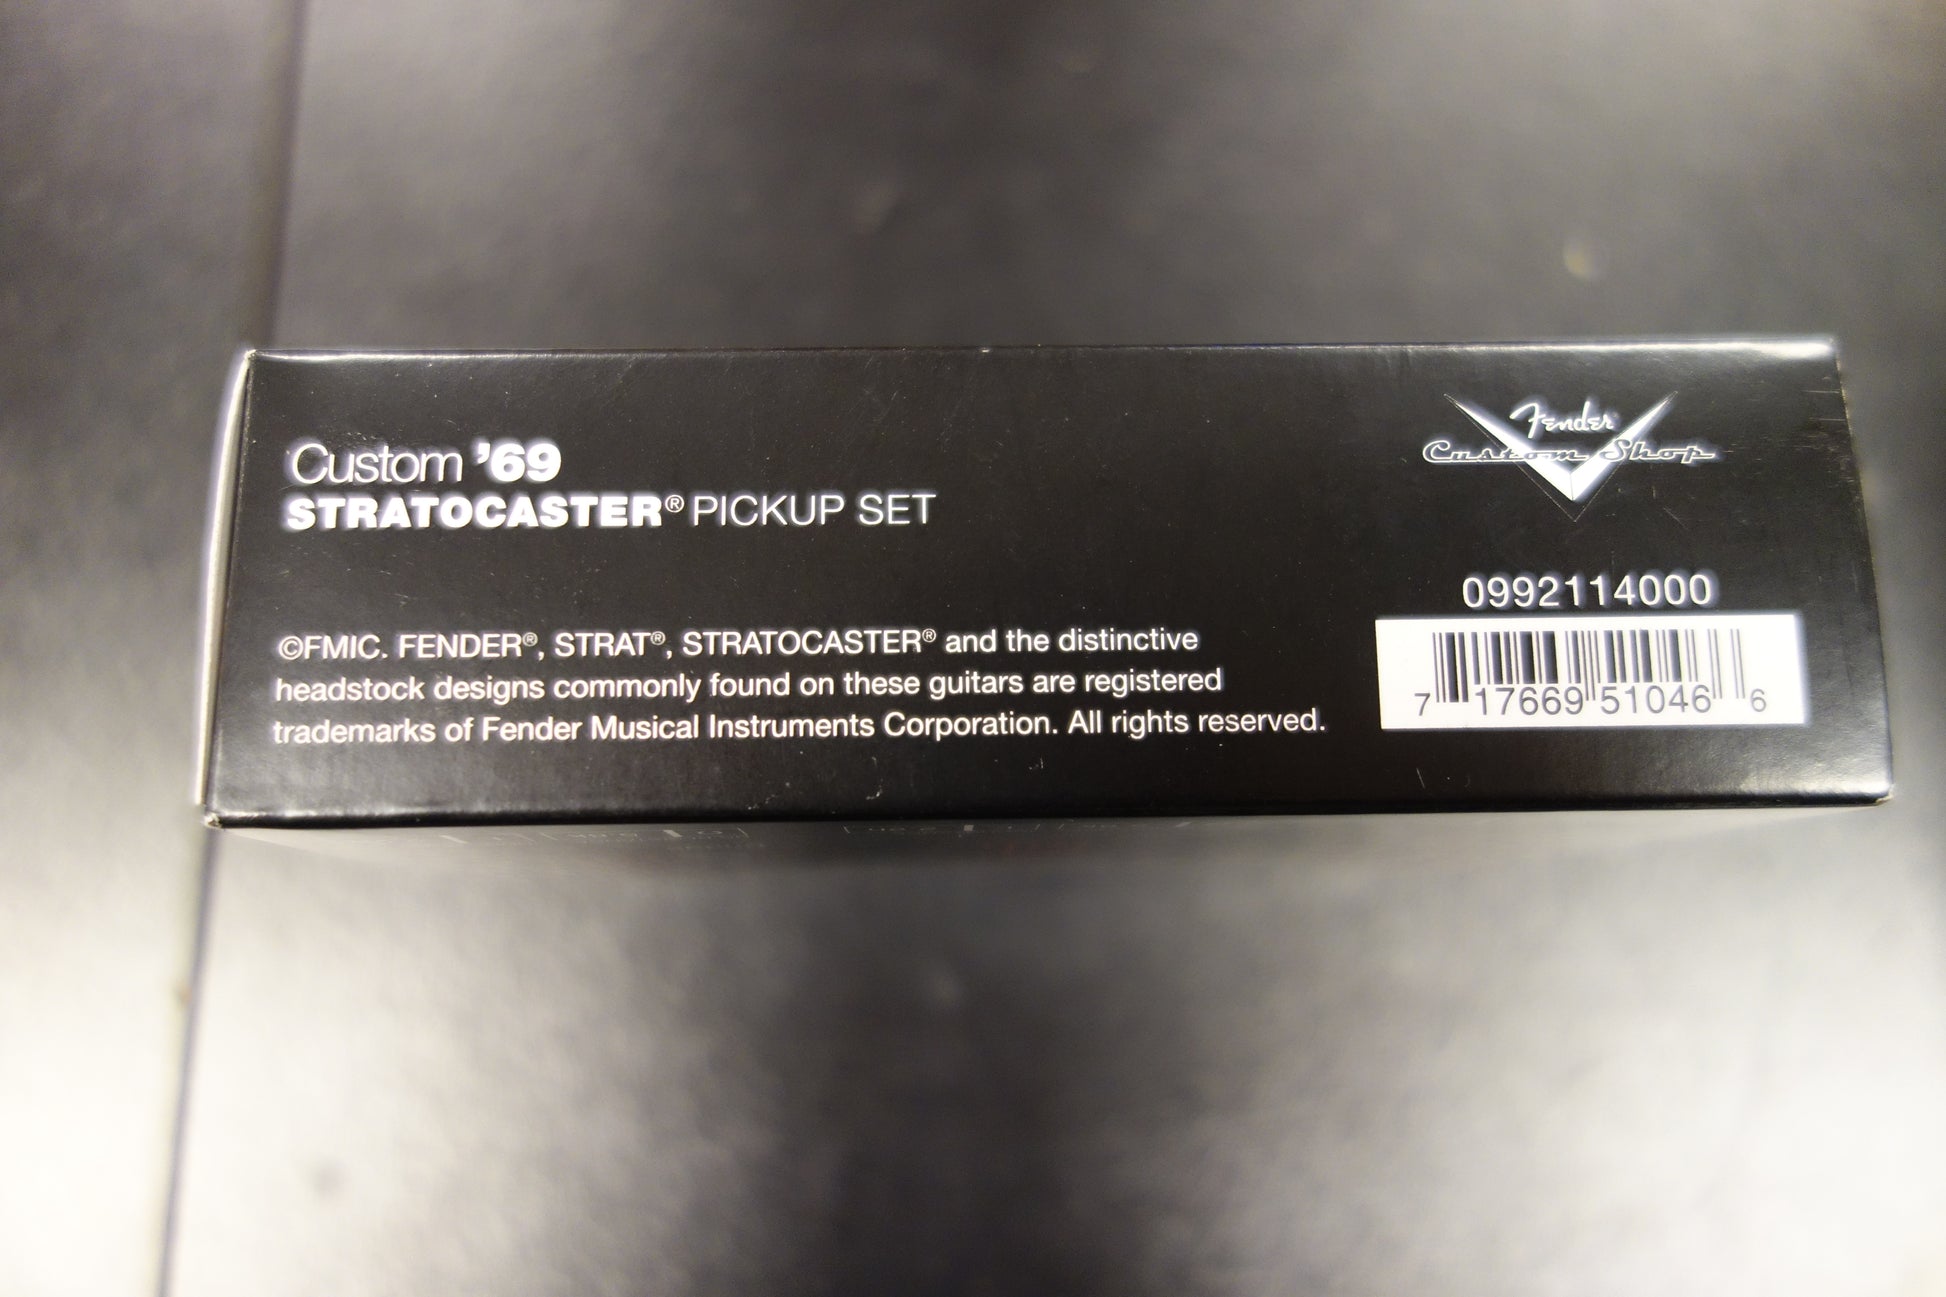 Custom '69
STRATOCASTER® PICKUP SET
©FMIC. FENDER®, STRAT®, STRATOCASTER® and the distinctive
headstock designs commonly found on these guitars are registered
trademarks of Fender Musical Instruments Corporation. All rights reserved.
Fender®
Custom Shop
0992114000
7 17669 51046 6